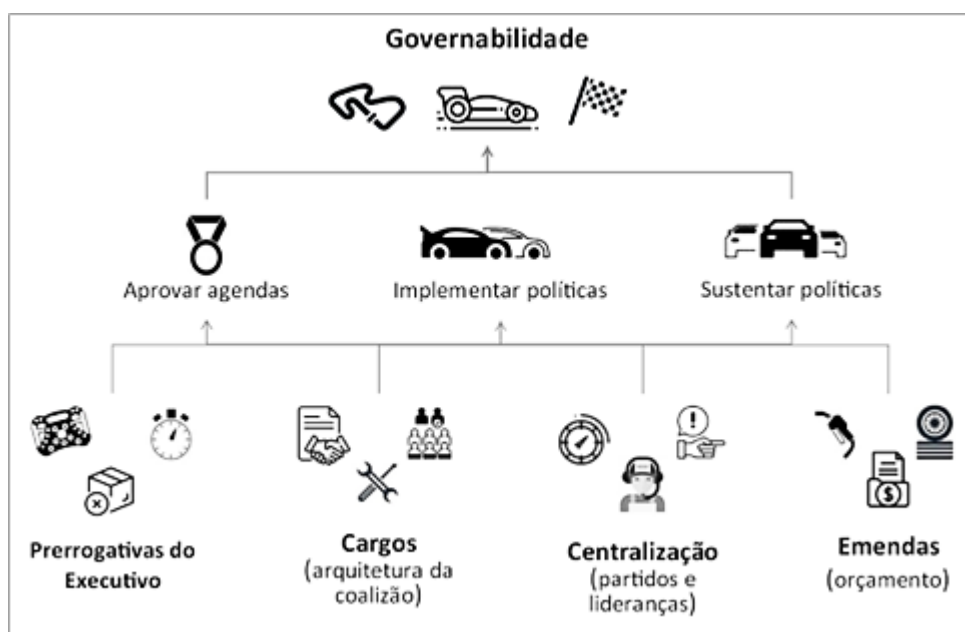 Governabilidade
Aprovar agendas
Implementar políticas
Sustentar políticas
Prerrogativas do
Executivo
Cargos
(arquitetura da
coalizão)
Centralização
(partidos e
lideranças)
Emendas
(orçamento)